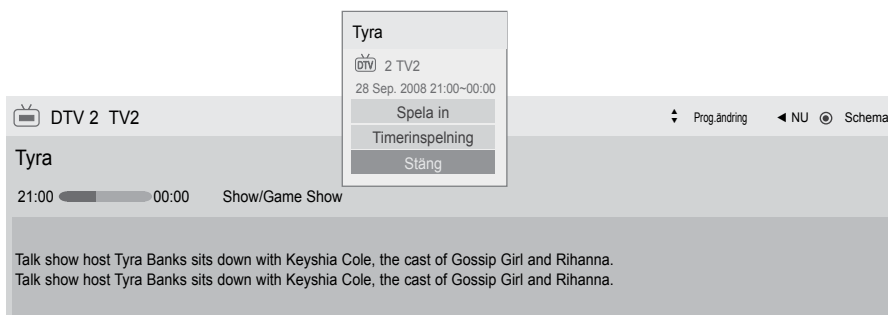 Tyra
DTV 2 TV2
28 Sep. 2008 21:00~00:00
Spela in
Timerinspelning
Stäng
DTV 2 TV2 Prog.ändring NU Schema
Tyra
21:00 00:00 Show/Game Show
Talk show host Tyra Banks sits down with Keyshia Cole, the cast of Gossip Girl and Rihanna.
Talk show host Tyra Banks sits down with Keyshia Cole, the cast of Gossip Girl and Rihanna.